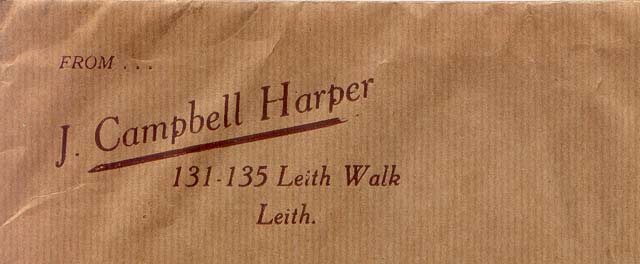 FROM . . .
J. Campbell Harper
131-135 Leith Walk
Leith.